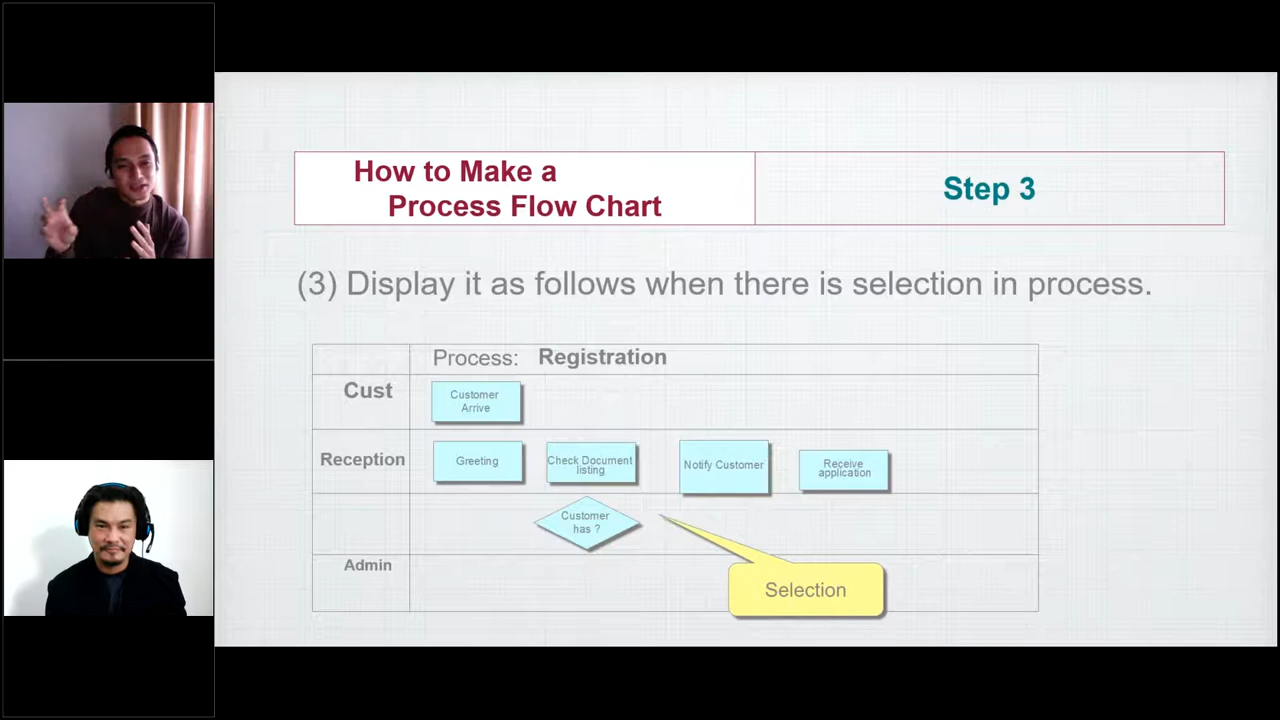 How to Make a
Process Flow Chart
Step 3
(3) Display it as follows when there is selection in process.
Process: Registration
Cust
Customer
Arrive
Reception
Greeting
Check Document
listing
Notify Customer
Receive
application
Customer
has ?
Admin
Selection